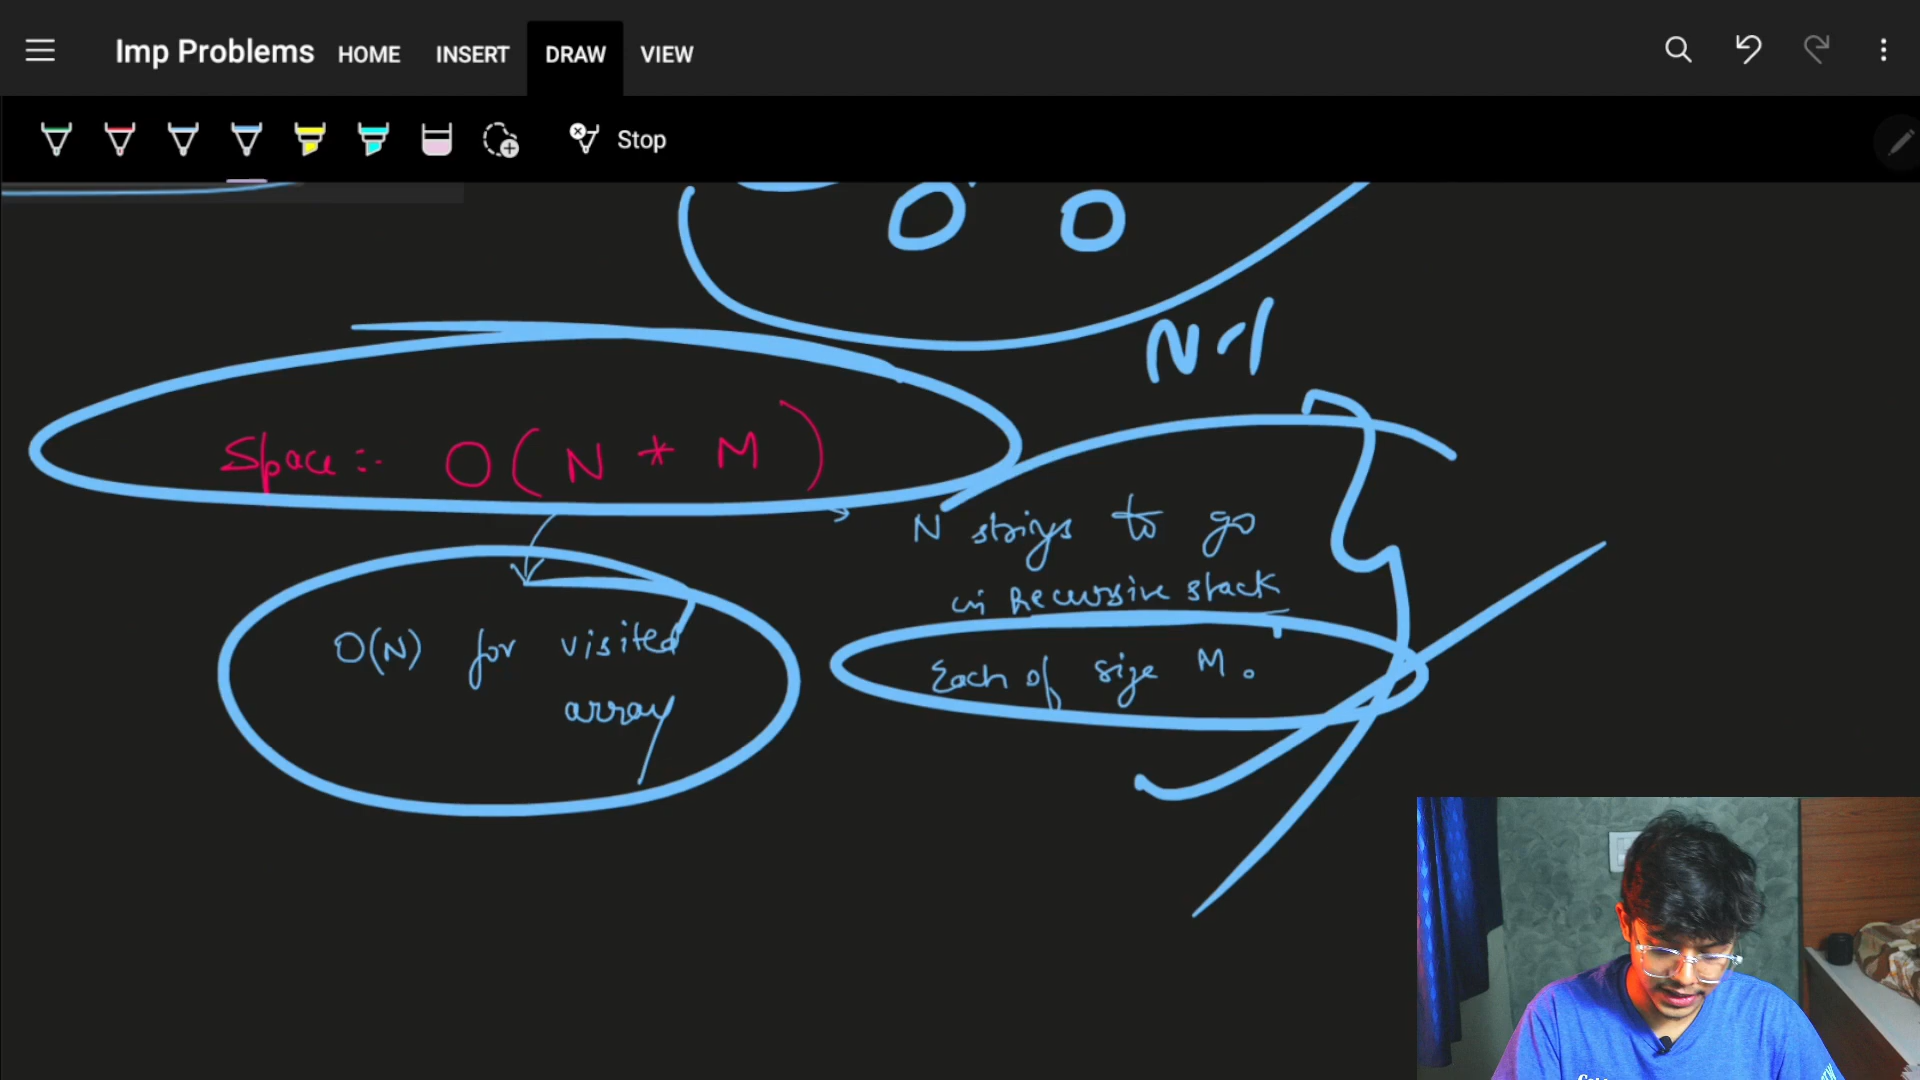 Imp Problems HOME INSERT DRAW VIEW
Stop
N-1
Space :- O(N * M)
N strings to go
in Recursive stack
Each of size M.
O(N) for visited
array